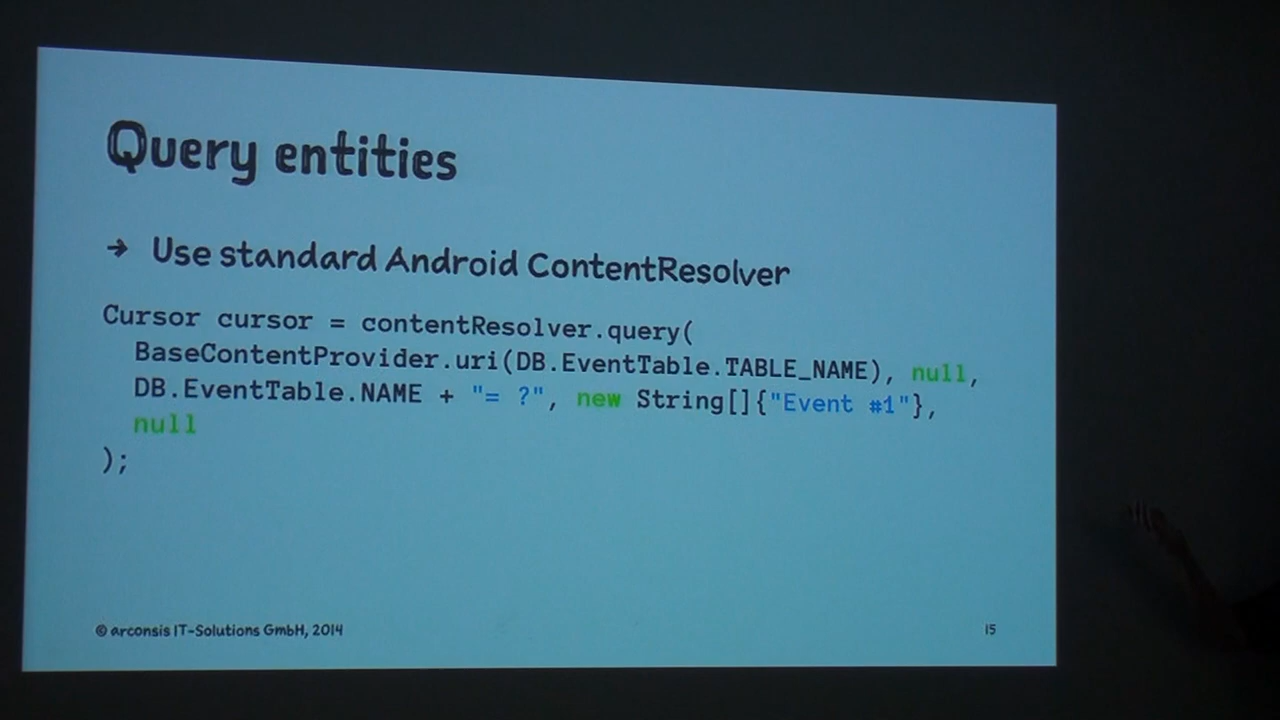 Query entities
→ Use standard Android ContentResolver
Cursor cursor = contentResolver.query(
BaseContentProvider.uri(DB.EventTable.TABLE_NAME), null,
DB.EventTable.NAME + "= ?", new String[]{"Event #1"},
null
);
© arconsis IT-Solutions GmbH, 2014
15